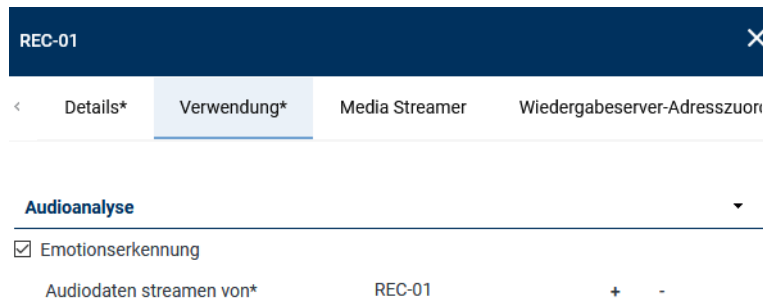 REC-01
Details* Verwendung* Media Streamer
Audioanalyse
Emotionserkennung
Audiodaten streamen von* REC-01 + -